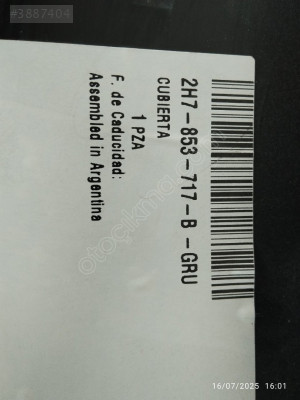 #3887404
2H7-853-717-B -GRU
CUBIERTA
1 PZA
F. de Caducidad:
Assembled in Argentina
16/07/2025 16:01